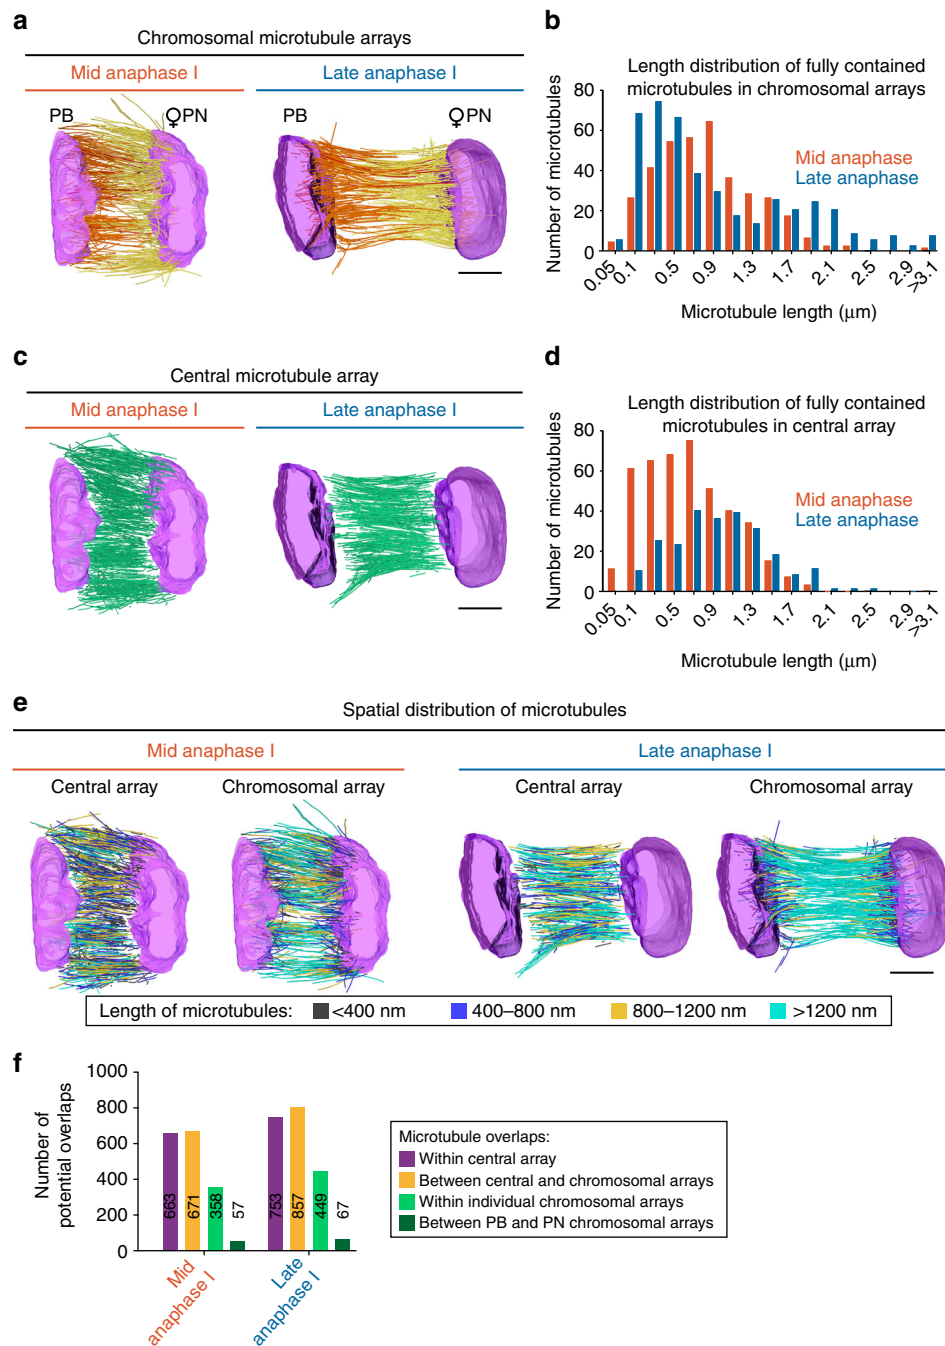 a
Chromosomal microtubule arrays
Mid anaphase I
Late anaphase I
PB
♀PN
PB
♀PN
b
Length distribution of fully contained
microtubules in chromosomal arrays
Number of microtubules
80
60
40
20
0
Mid anaphase
Late anaphase
0.05
0.1
0.5
0.9
1.3
1.7
2.1
2.5
2.9
>3.1
Microtubule length (μm)
c
Central microtubule array
Mid anaphase I
Late anaphase I
d
Length distribution of fully contained
microtubules in central array
Number of microtubules
80
60
40
20
0
Mid anaphase
Late anaphase
0.05
0.1
0.5
0.9
1.3
1.7
2.1
2.5
2.9
>3.1
Microtubule length (μm)
e
Spatial distribution of microtubules
Mid anaphase I
Late anaphase I
Central array
Chromosomal array
Central array
Chromosomal array
Length of microtubules:
<400 nm
400–800 nm
800–1200 nm
>1200 nm
f
Number of
potential overlaps
1000
800
600
400
200
0
663
671
358
57
753
857
449
67
Mid
anaphase I
Late
anaphase I
Microtubule overlaps:
Within central array
Between central and chromosomal arrays
Within individual chromosomal arrays
Between PB and PN chromosomal arrays